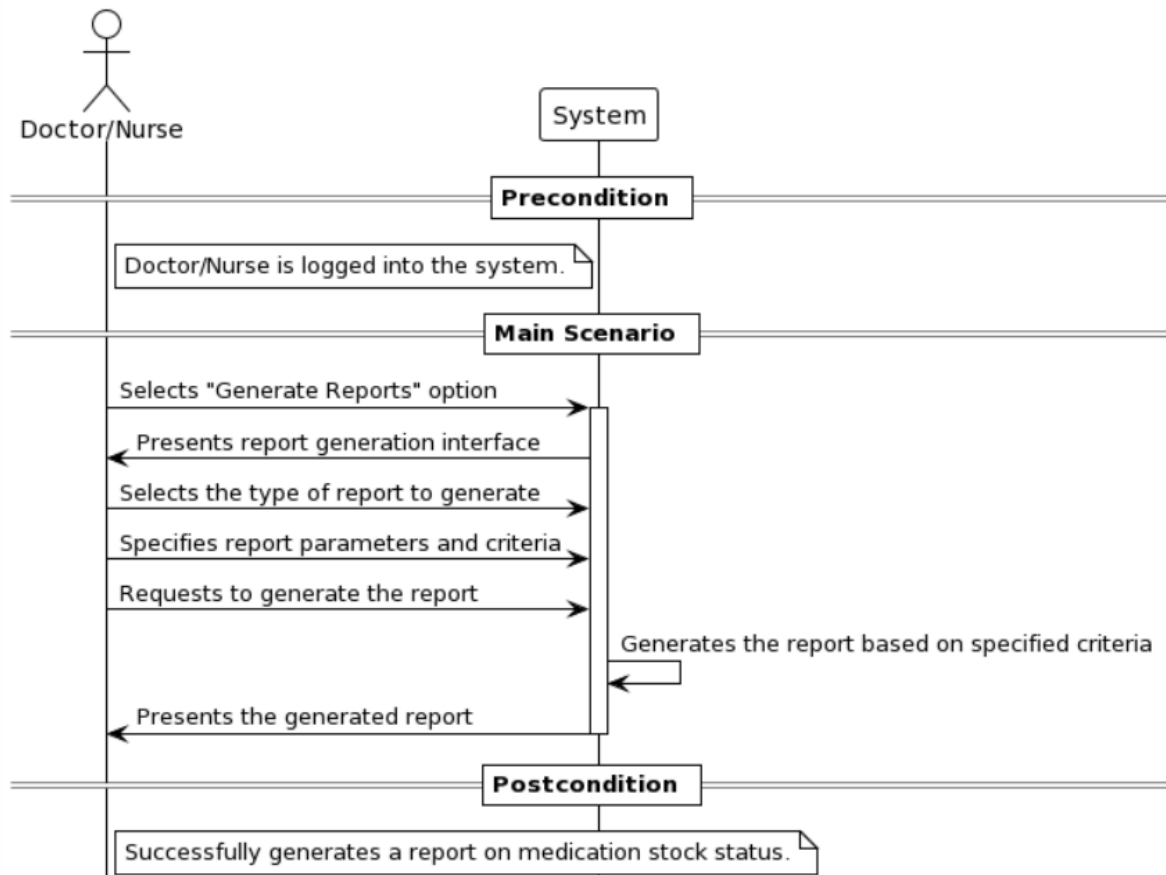 Doctor/Nurse
System
Precondition
Doctor/Nurse is logged into the system.
Main Scenario
Selects "Generate Reports" option
Presents report generation interface
Selects the type of report to generate
Specifies report parameters and criteria
Requests to generate the report
Generates the report based on specified criteria
Presents the generated report
Postcondition
Successfully generates a report on medication stock status.